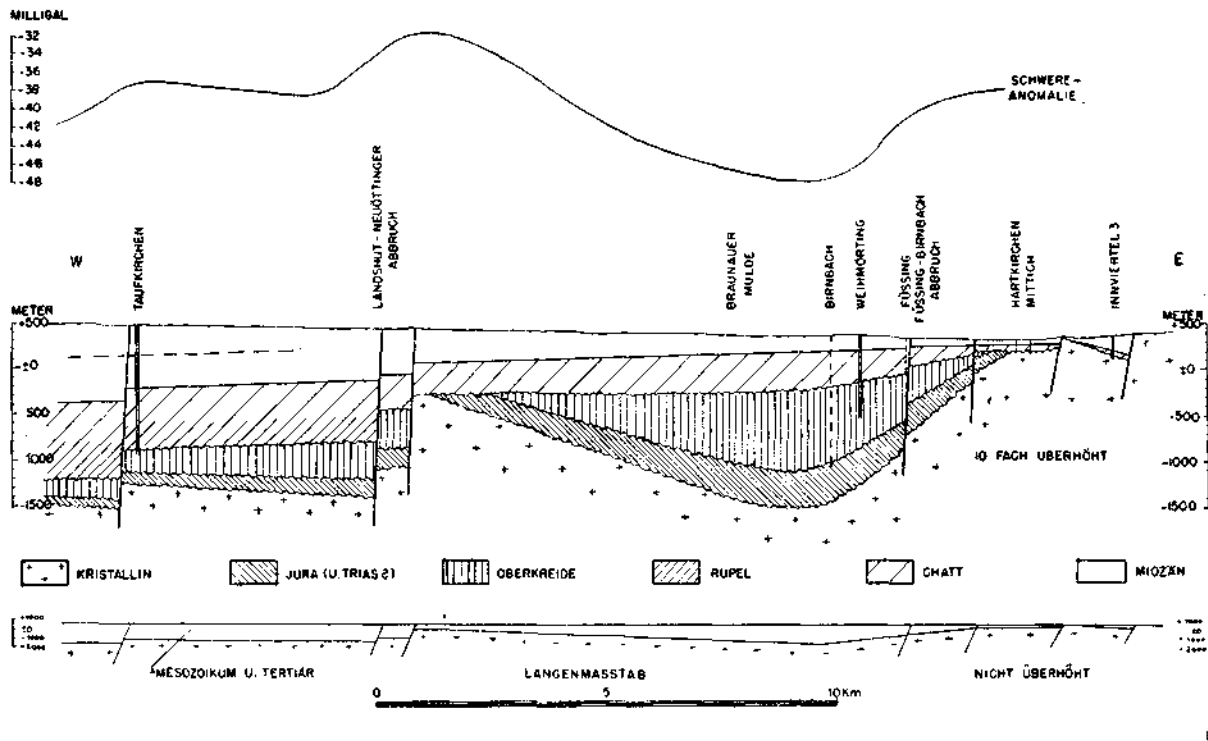 MILLIGAL
-32
-34
-36
-38
-40
-42
-44
-46
-48
SCHWERE-
ANOMALIE
W
TAUFKIRCHEN
LANDSHUT-NEUÖTTINGER
ABBRUCH
BRAUNAUER
MULDE
BIRNBACH
WEIHMÖRTING
FÜSSING
FÜSSING-BIRNBACH
ABBRUCH
HARTKIRCHEN
MITTICH
INNVIERTEL 3
E
METER
+500
±0
500
1000
-1500
METER
+500
±0
-500
-1000
-1500
10 FACH ÜBERHÖHT
KRISTALLIN
JURA (U. TRIAS ?)
OBERKREIDE
RUPEL
CHATT
MIOZÄN
MESOZOIKUM U. TERTIÄR
LÄNGENMASSTAB
NICHT ÜBERHÖHT
0
5
10 Km